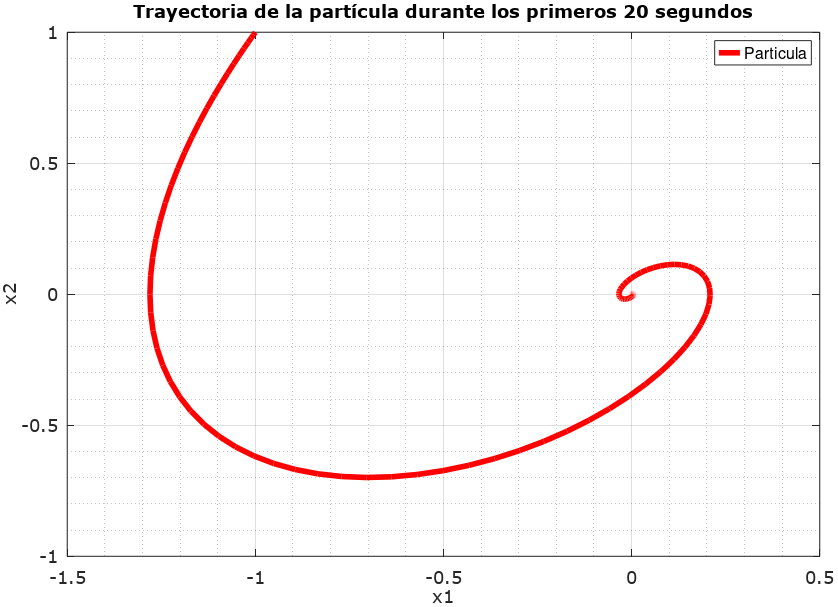 Trayectoria de la partícula durante los primeros 20 segundos
Particula
1
0.5
0
-0.5
-1
x2
-1.5
-1
-0.5
0
0.5
x1